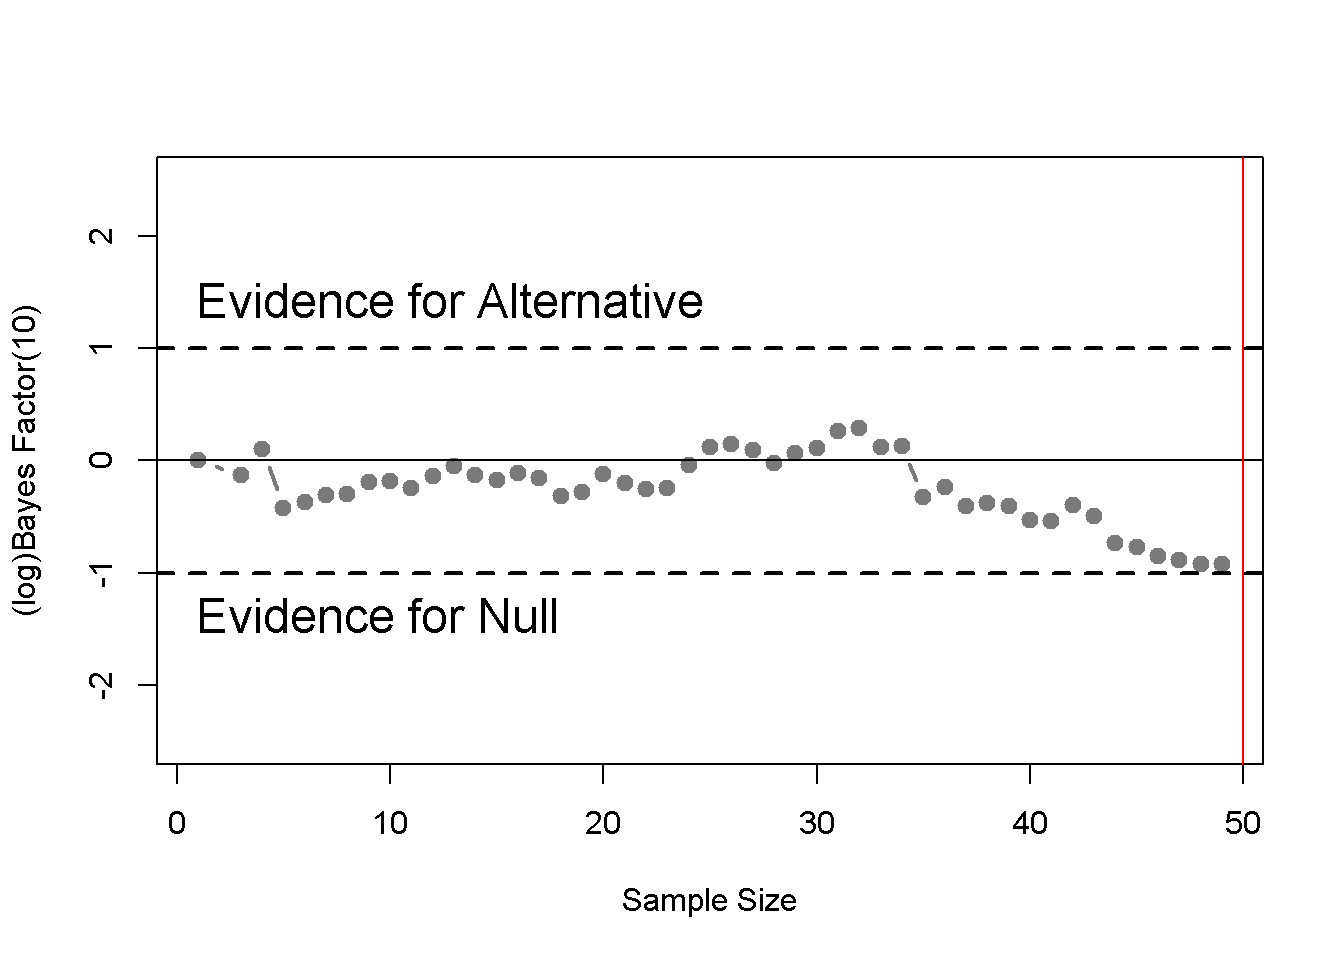 2
Evidence for Alternative
1
0
-1
Evidence for Null
-2
(log)Bayes Factor(10)
0 10 20 30 40 50
Sample Size